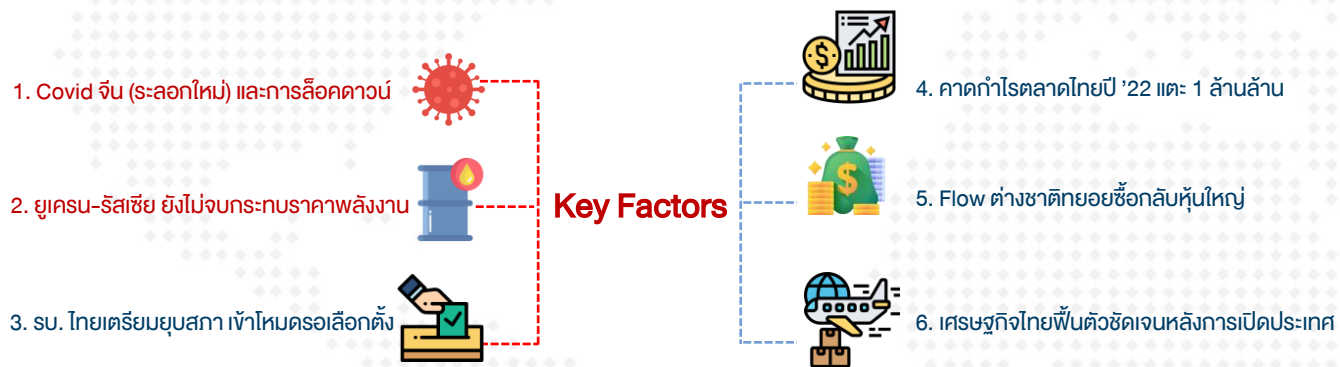 1. Covid จีน (ระลอกใหม่) และการล็อคดาวน์
2. ยูเครน-รัสเซีย ยังไม่จบกระทบราคาพลังงาน
3. รบ. ไทยเตรียมยุบสภา เข้าโหมดรอเลือกตั้ง
Key Factors
4. คาดกำไรตลาดไทยปี ’22 แตะ 1 ล้านล้าน
5. Flow ต่างชาติทยอยซื้อกลับหุ้นใหญ่
6. เศรษฐกิจไทยฟื้นตัวชัดเจนหลังการเปิดประเทศ